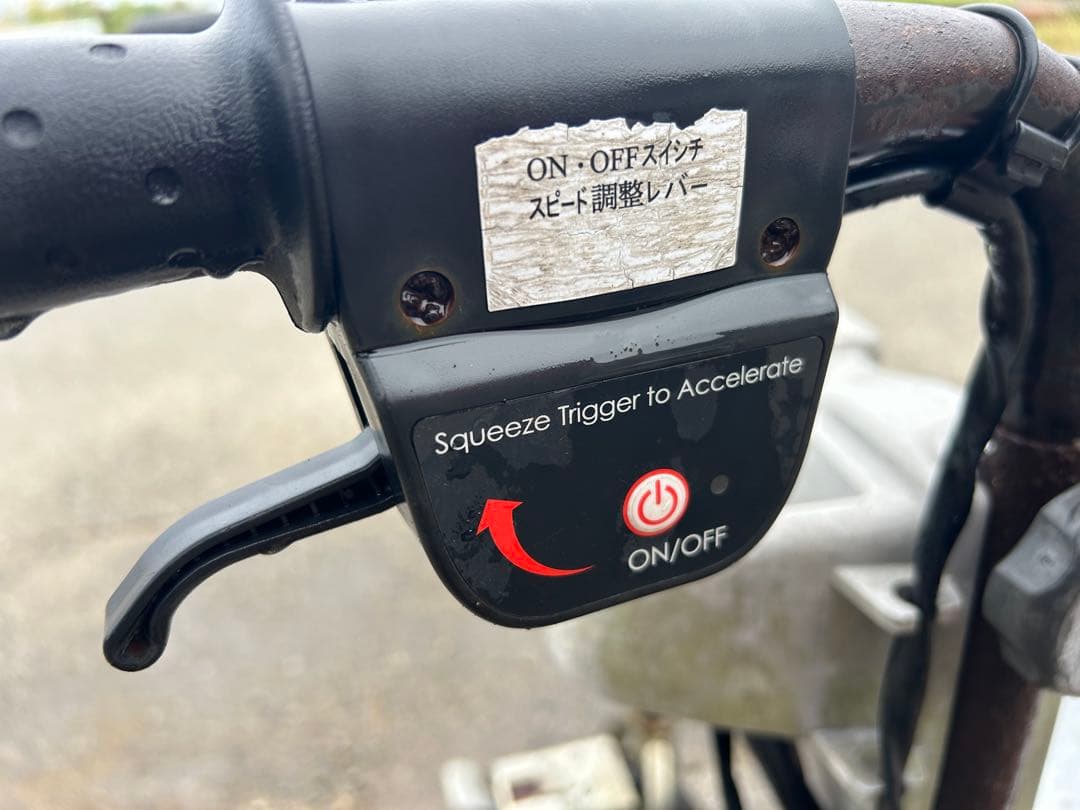 ON・OFFスイシチ
スピード調整レバー
Squeeze Trigger to Accelerate
ON/OFF